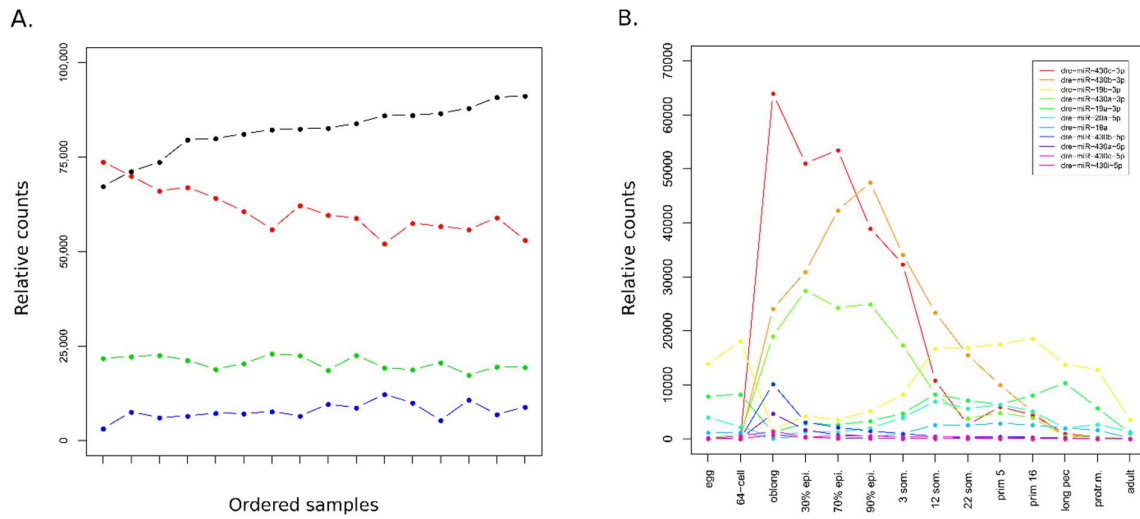 A.
B.
Relative counts
100,000
75,000
50,000
25,000
0
Ordered samples
Relative counts
70000
60000
50000
40000
30000
20000
10000
0
dre-miR-430c-3p
dre-miR-430b-3p
dre-miR-19b-3p
dre-miR-430a-3p
dre-miR-19a-3p
dre-miR-20a-5p
dre-miR-18a
dre-miR-430b-5p
dre-miR-430a-5p
dre-miR-430c-5p
dre-miR-430i-5p
egg
64-cell
oblong
30% epi.
70% epi.
90% epi.
3 som.
12 som.
22 som.
prim 5
prim 16
long pec
protr.m.
adult